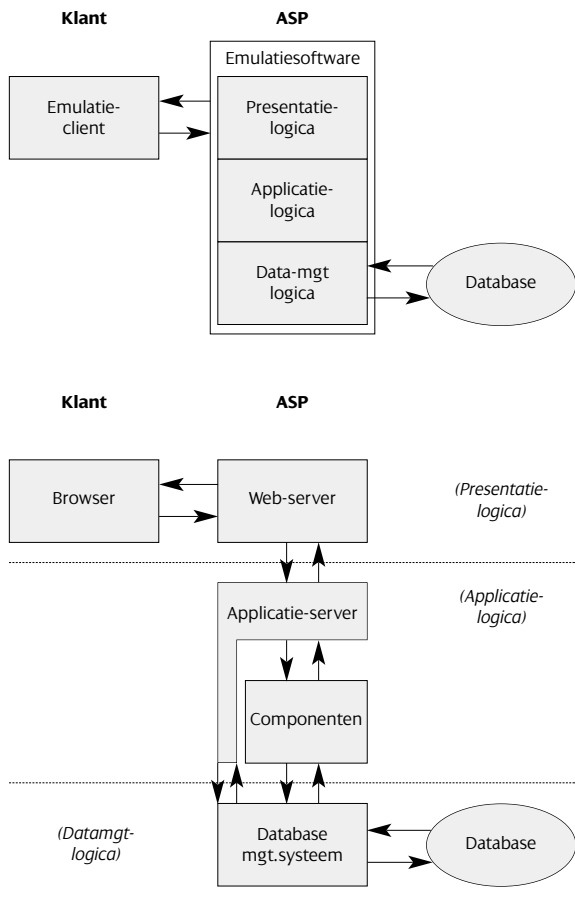 Klant
ASP
Emulatiesoftware
Emulatie-
client
Presentatie-
logica
Applicatie-
logica
Data-mgt
logica
Database
Klant
ASP
Browser
Web-server
(Presentatie-
logica)
Applicatie-server
(Applicatie-
logica)
Componenten
(Datamgt-
logica)
Database
mgt.systeem
Database